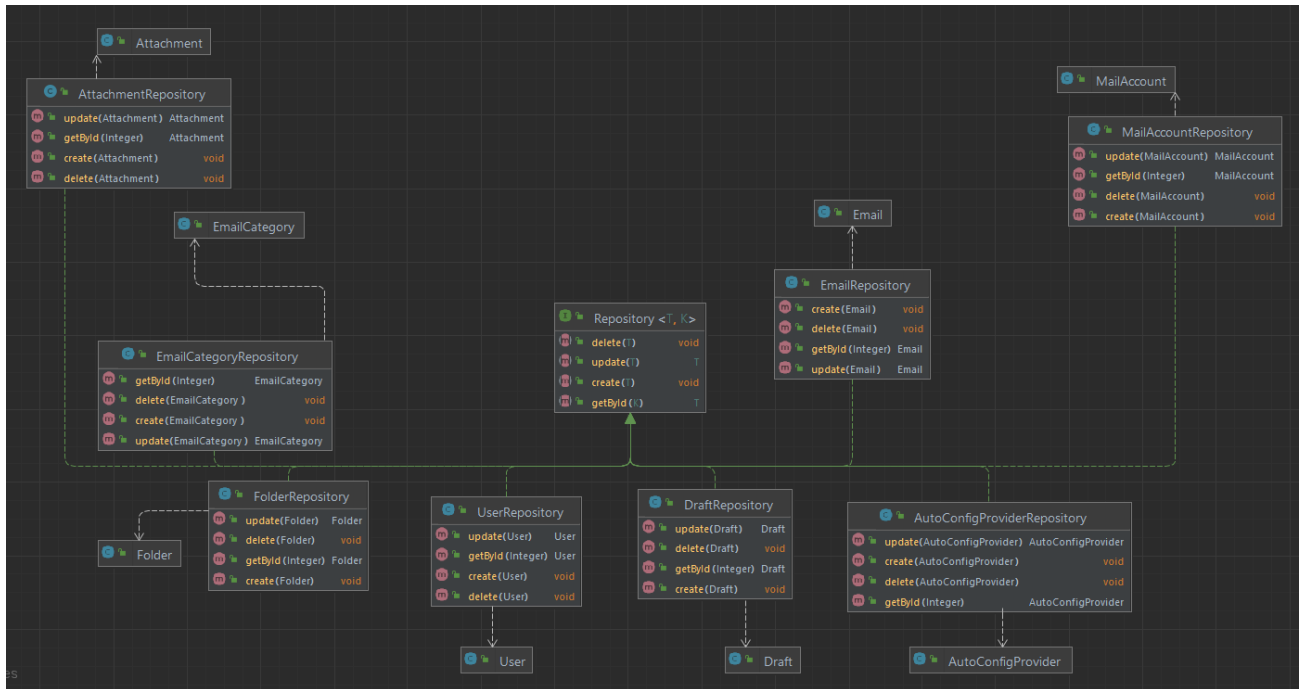 Attachment
AttachmentRepository
update(Attachment) Attachment
getById(Integer) Attachment
create(Attachment) void
delete(Attachment) void
MailAccount
MailAccountRepository
update(MailAccount) MailAccount
getById(Integer) MailAccount
delete(MailAccount) void
create(MailAccount) void
EmailCategory
EmailCategoryRepository
getById(Integer) EmailCategory
delete(EmailCategory) void
create(EmailCategory) void
update(EmailCategory) EmailCategory
Email
EmailRepository
create(Email) void
delete(Email) void
getById(Integer) Email
update(Email) Email
Repository <T, K>
delete(T) void
update(T) T
create(T) void
getById(K) T
Folder
FolderRepository
update(Folder) Folder
delete(Folder) void
getById(Integer) Folder
create(Folder) void
UserRepository
update(User) User
getById(Integer) User
create(User) void
delete(User) void
User
DraftRepository
update(Draft) Draft
delete(Draft) void
getById(Integer) Draft
create(Draft) void
Draft
AutoConfigProviderRepository
update(AutoConfigProvider) AutoConfigProvider
create(AutoConfigProvider) void
delete(AutoConfigProvider) void
getById(Integer) AutoConfigProvider
AutoConfigProvider
es